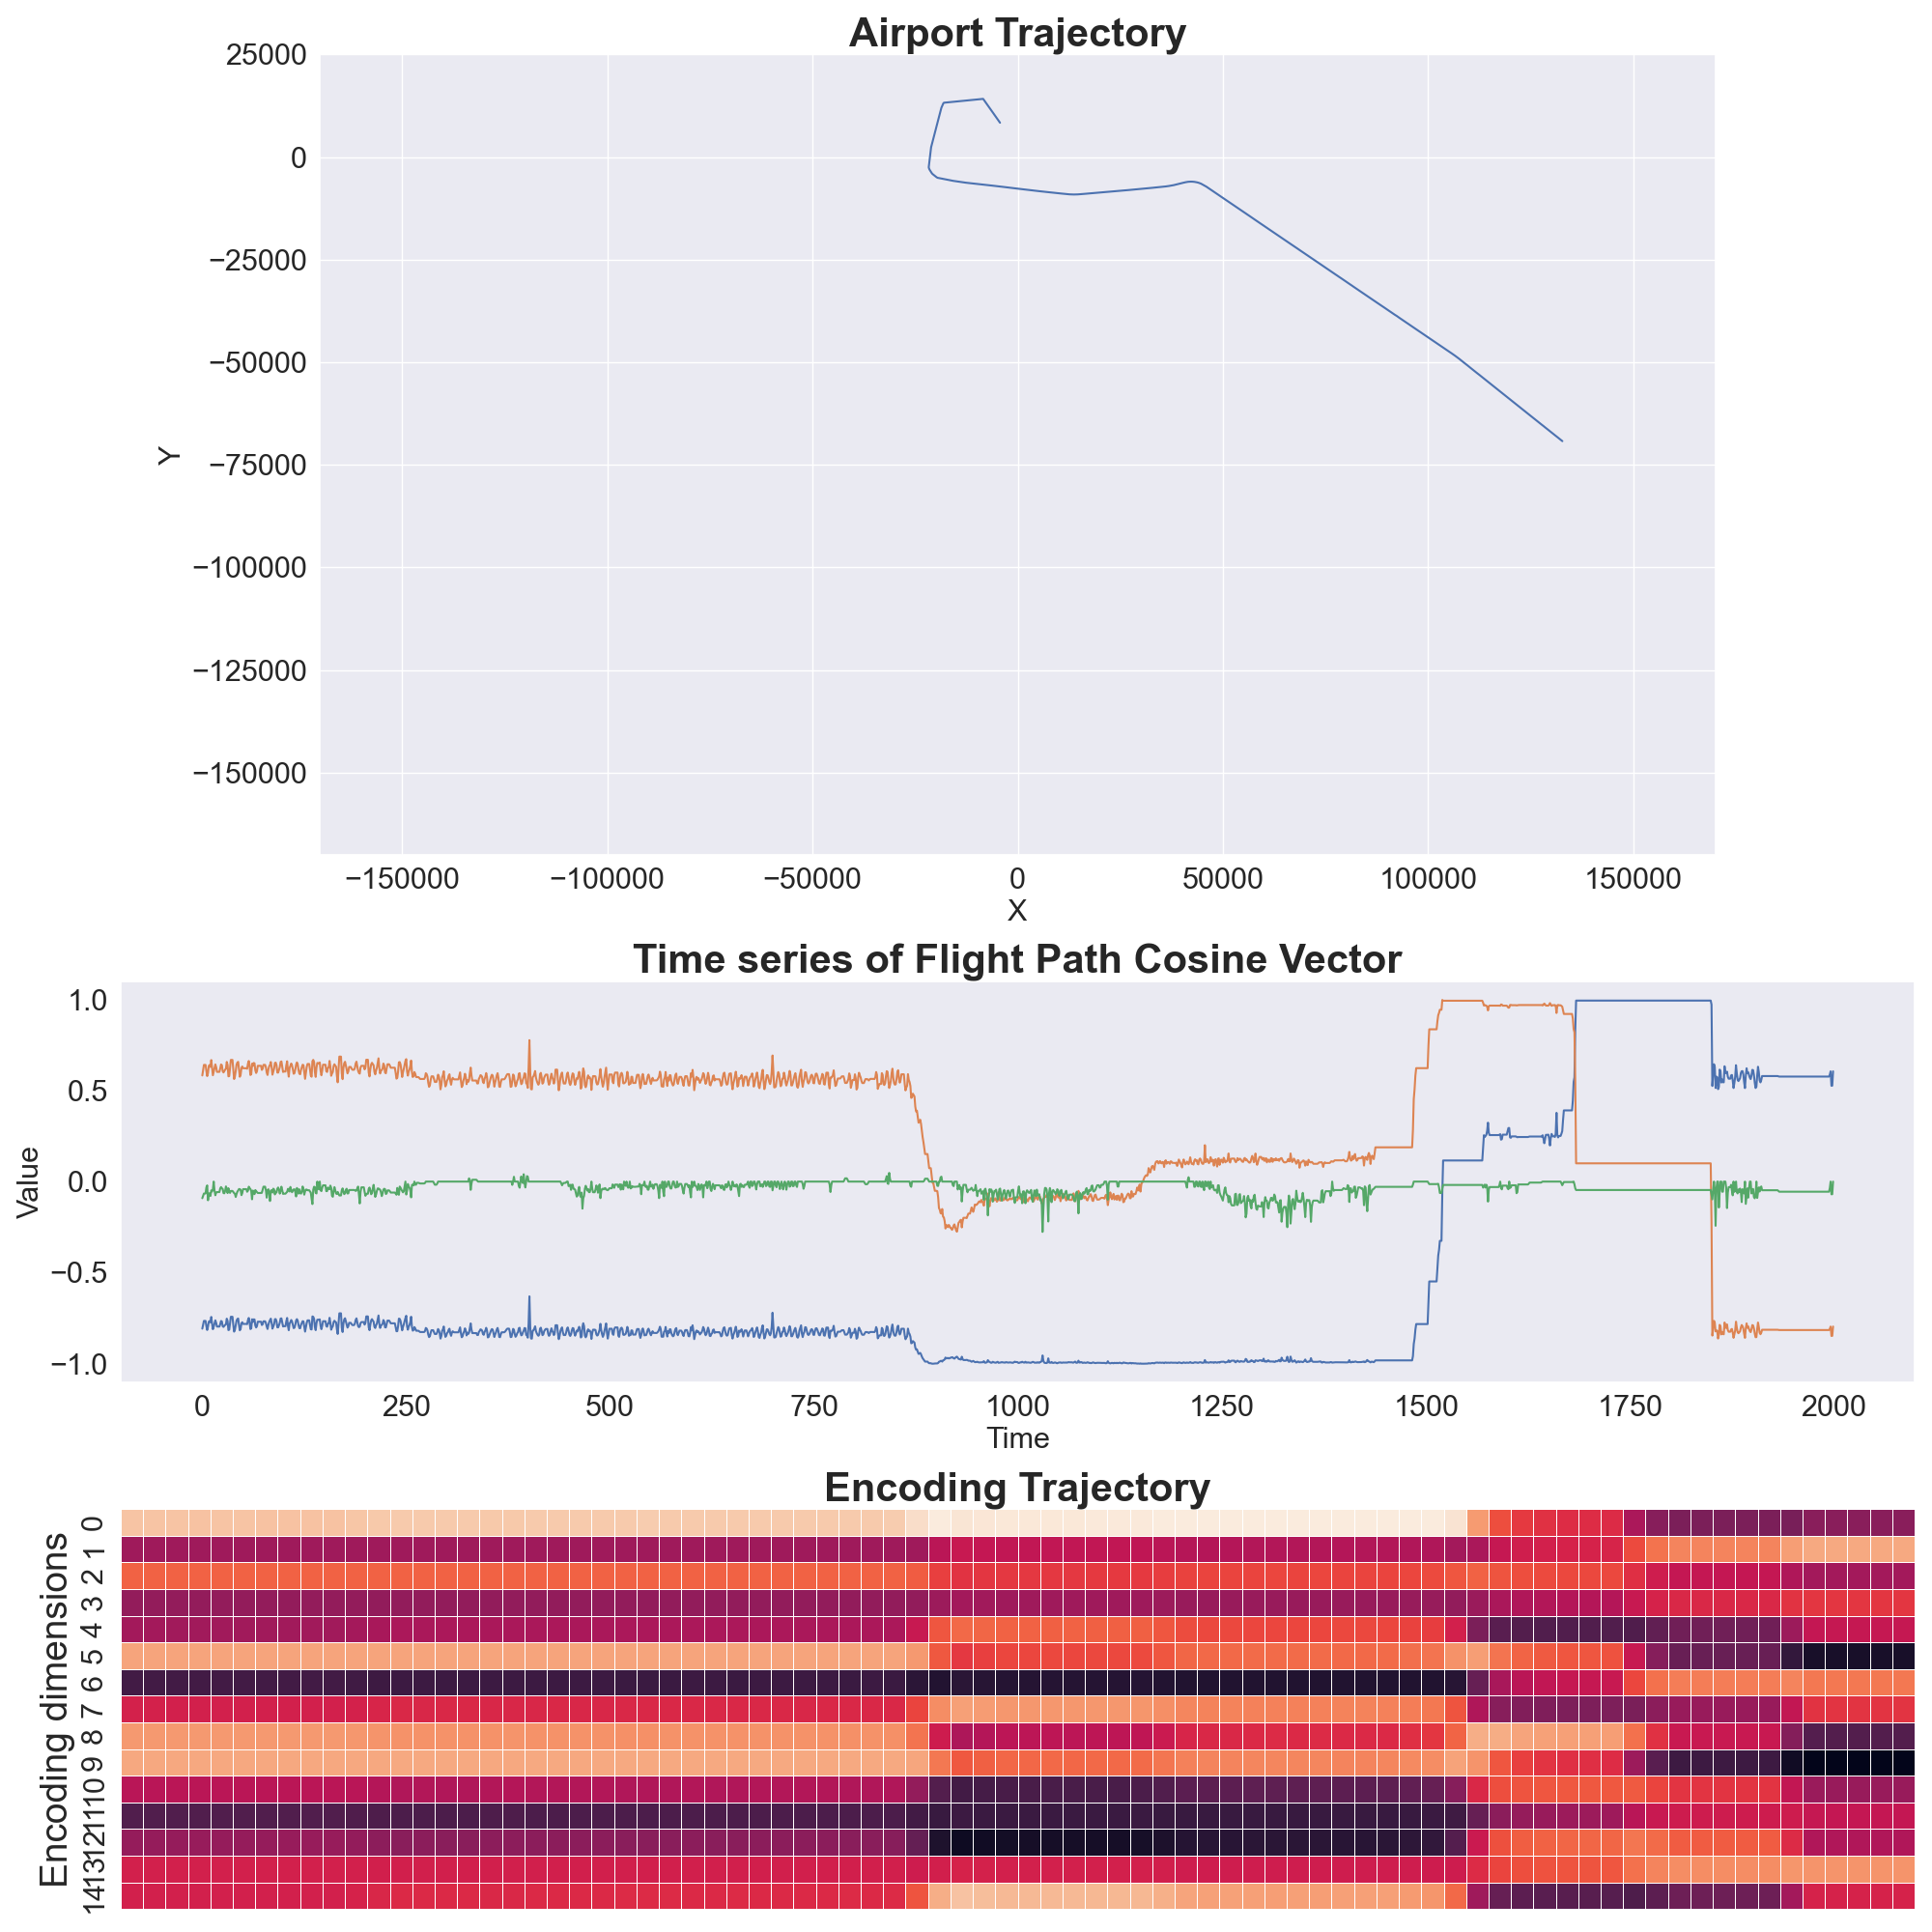 Airport Trajectory
25000
0
−25000
−50000
−75000
−100000
−125000
−150000
Y
−150000 −100000 −50000 0 50000 100000 150000
X
Time series of Flight Path Cosine Vector
1.0
0.5
0.0
−0.5
−1.0
Value
0 250 500 750 1000 1250 1500 1750 2000
Time
Encoding Trajectory
Encoding dimensions
0
1
2
3
4
5
6
7
8
9
10
11
12
13
14